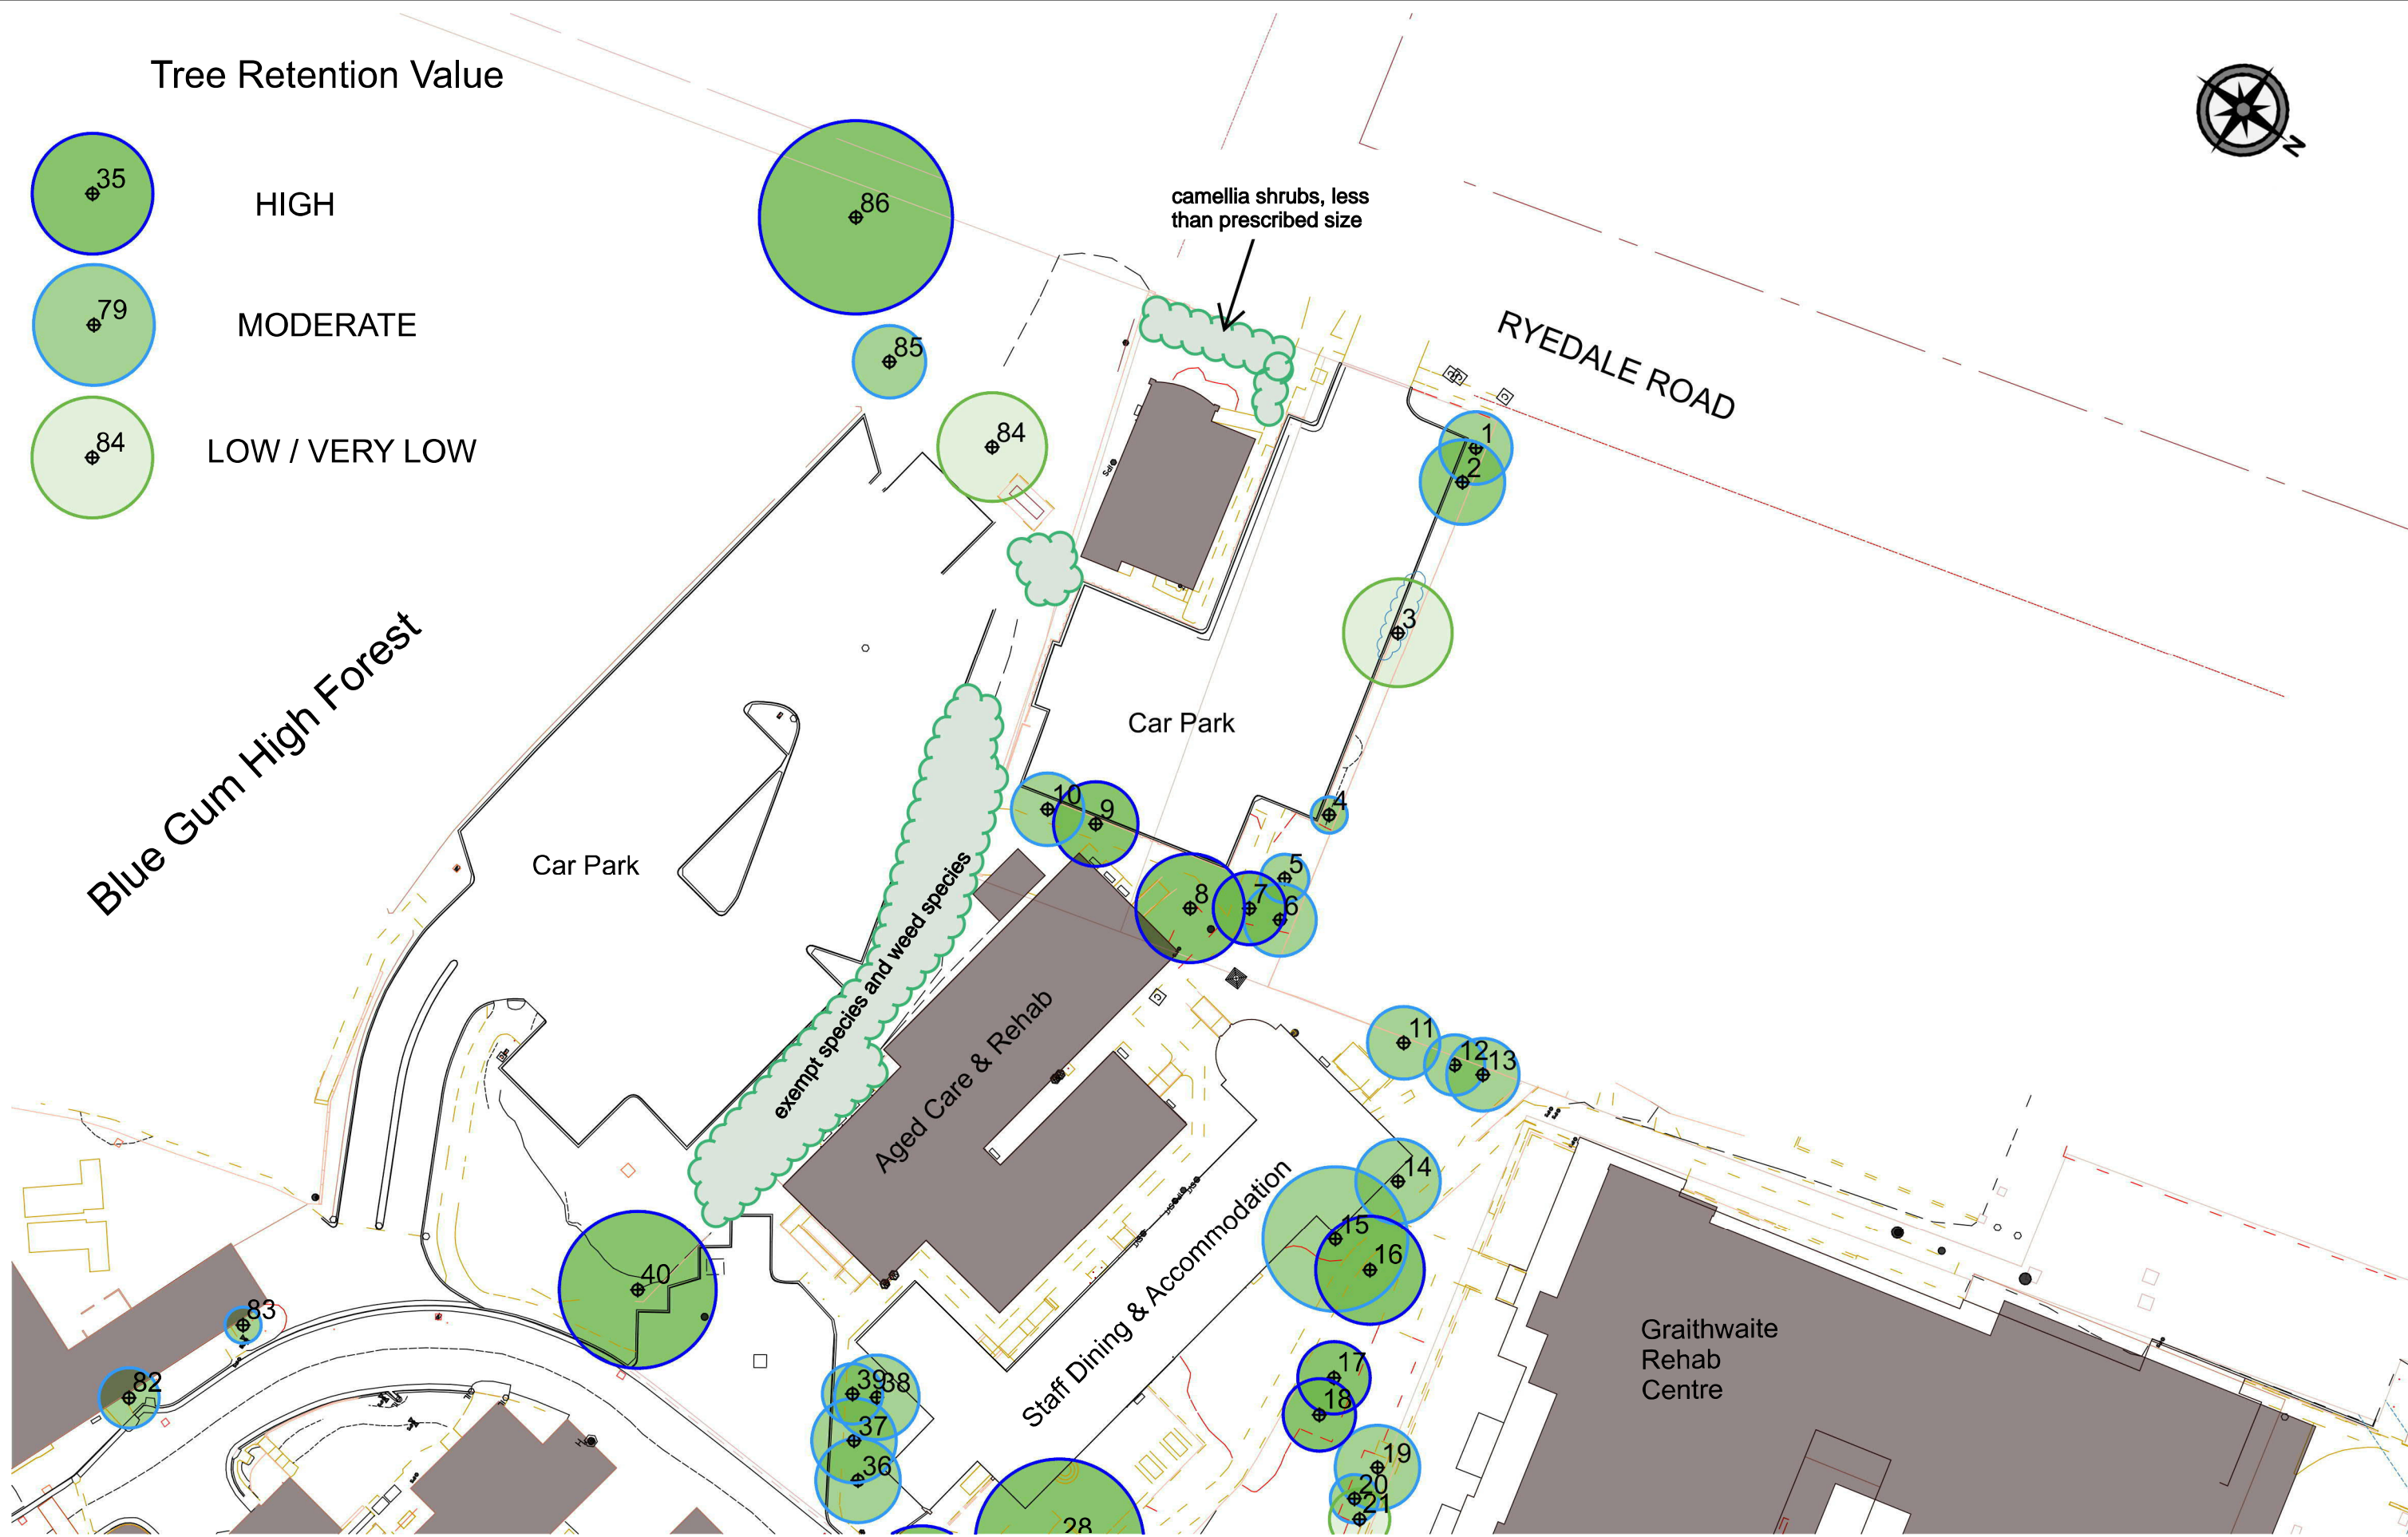 Tree Retention Value
35
HIGH
79
MODERATE
84
LOW / VERY LOW
N
86
camellia shrubs, less
than prescribed size
85
RYEDALE ROAD
84
1
2
3
Blue Gum High Forest
Car Park
10
9
4
Car Park
5
8
7
6
exempt species and weed species
Aged Care & Rehab
11
12
13
14
15
16
Staff Dining & Accommodation
40
83
82
39
38
37
36
17
18
19
20
21
28
Graithwaite
Rehab
Centre